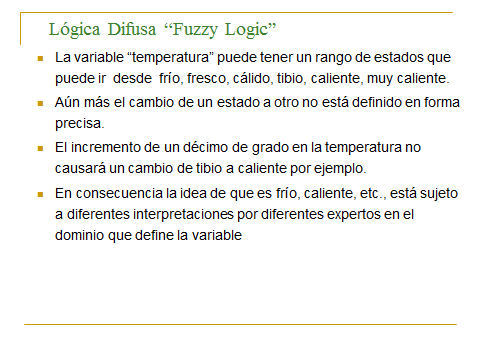 Lógica Difusa “Fuzzy Logic”
La variable “temperatura” puede tener un rango de estados que
puede ir desde frío, fresco, cálido, tibio, caliente, muy caliente.
Aún más el cambio de un estado a otro no está definido en forma
precisa.
El incremento de un décimo de grado en la temperatura no
causará un cambio de tibio a caliente por ejemplo.
En consecuencia la idea de que es frío, caliente, etc., está sujeto
a diferentes interpretaciones por diferentes expertos en el
dominio que define la variable